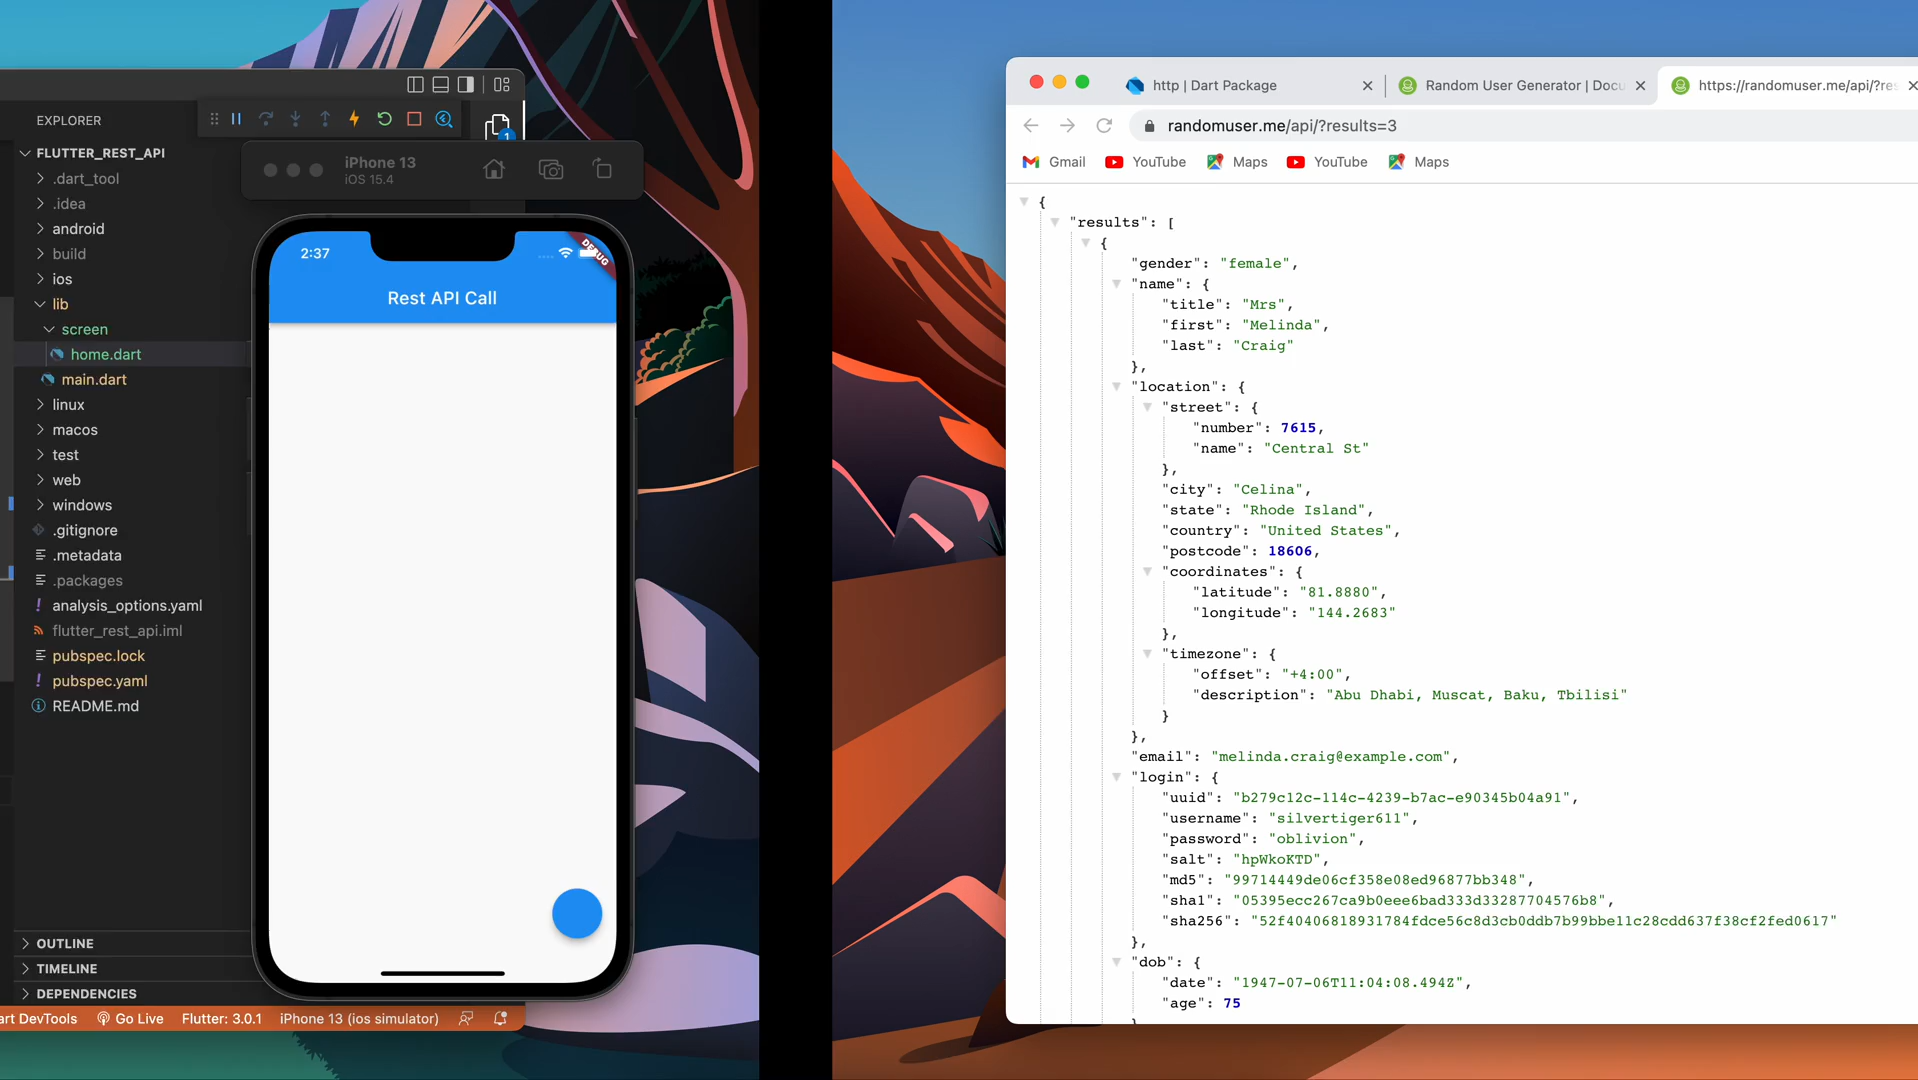 EXPLORER
FLUTTER_REST_API
.dart_tool
.idea
android
build
ios
lib
screen
home.dart
main.dart
linux
macos
test
web
windows
.gitignore
.metadata
.packages
analysis_options.yaml
flutter_rest_api.iml
pubspec.lock
pubspec.yaml
README.md
OUTLINE
TIMELINE
DEPENDENCIES
art DevTools
Go Live
Flutter: 3.0.1
iPhone 13 (ios simulator)
1
iPhone 13
iOS 15.4
2:37
DEBUG
Rest API Call
http | Dart Package
Random User Generator | Docu
https://randomuser.me/api/?res
randomuser.me/api/?results=3
Gmail
YouTube
Maps
YouTube
Maps
{
"results": [
{
"gender": "female",
"name": {
"title": "Mrs",
"first": "Melinda",
"last": "Craig"
},
"location": {
"street": {
"number": 7615,
"name": "Central St"
},
"city": "Celina",
"state": "Rhode Island",
"country": "United States",
"postcode": 18606,
"coordinates": {
"latitude": "81.8880",
"longitude": "144.2683"
},
"timezone": {
"offset": "+4:00",
"description": "Abu Dhabi, Muscat, Baku, Tbilisi"
}
},
"email": "melinda.craig@example.com",
"login": {
"uuid": "b279c12c-114c-4239-b7ac-e90345b04a91",
"username": "silvertiger611",
"password": "oblivion",
"salt": "hpWkoKTD",
"md5": "99714449de06cf358e08ed96877bb348",
"sha1": "05395ecc267ca9b0eee6bad333d33287704576b8",
"sha256": "52f40406818931784fdce56c8d3cb0ddb7b99bbe11c28cdd637f38cf2fed0617"
},
"dob": {
"date": "1947-07-06T11:04:08.494Z",
"age": 75